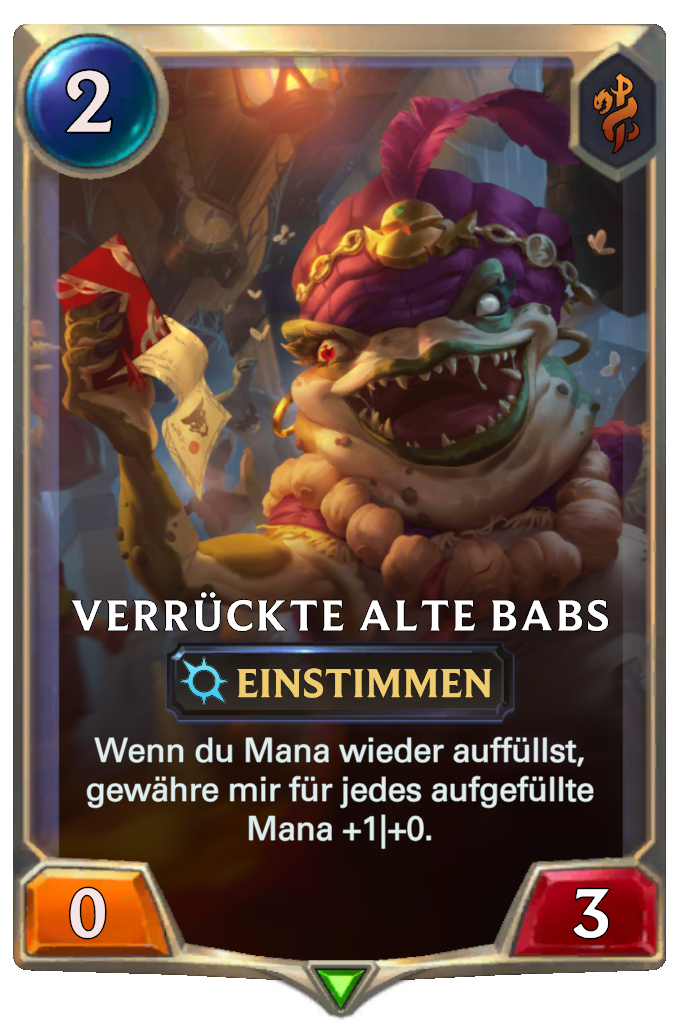 2
VERRÜCKTE ALTE BABS
EINSTIMMEN
Wenn du Mana wieder auffüllst,
gewähre mir für jedes aufgefüllte
Mana +1|+0.
0
3